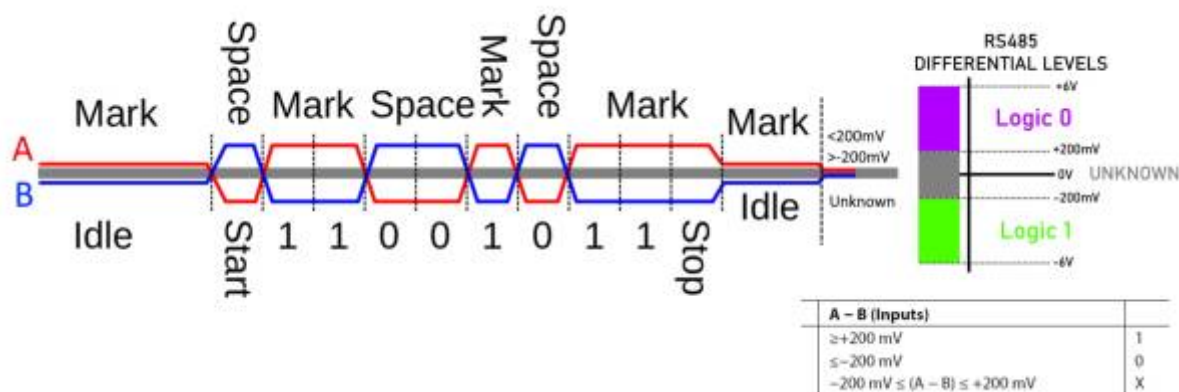 Space
Mark
Space
Mark
Space
Mark
Mark
Mark
A
B
Idle
Start
1 1 0 0 1 0 1 1
Stop
Idle
<200mV
>-200mV
Unknown
RS485
DIFFERENTIAL LEVELS
+6V
Logic 0
+200mV
0V
UNKNOWN
-200mV
Logic 1
-6V
A – B (Inputs)
≥+200 mV 1
≤−200 mV 0
−200 mV ≤ (A – B) ≤ +200 mV X